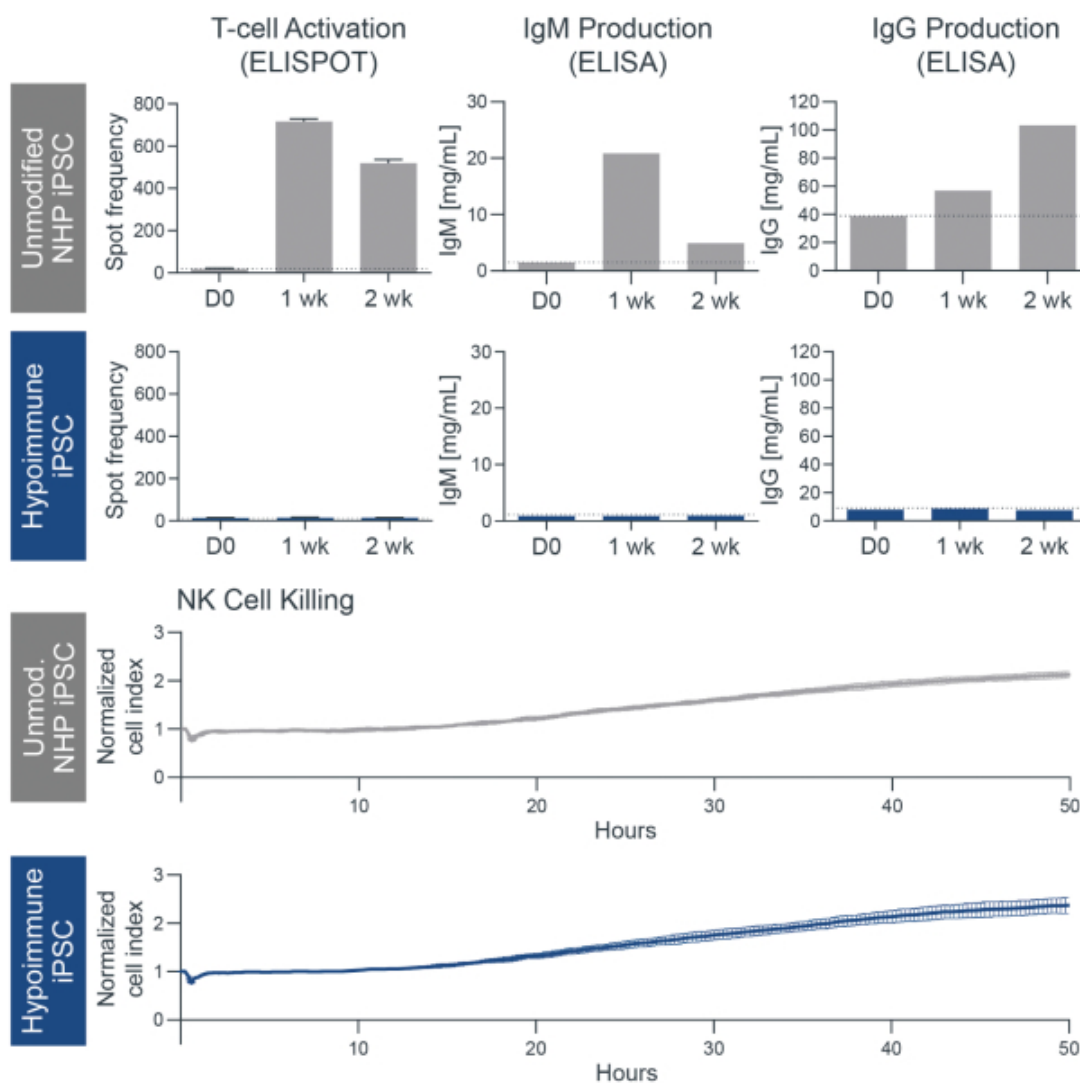 T-cell Activation
(ELISPOT)
IgM Production
(ELISA)
IgG Production
(ELISA)
Unmodified
NHP iPSC
Spot frequency
800
600
400
200
0
D0 1 wk 2 wk
IgM [mg/mL]
30
20
10
0
D0 1 wk 2 wk
IgG [mg/mL]
120
100
80
60
40
20
0
D0 1 wk 2 wk
Hypoimmune
iPSC
Spot frequency
800
600
400
200
0
D0 1 wk 2 wk
IgM [mg/mL]
30
20
10
0
D0 1 wk 2 wk
IgG [mg/mL]
120
100
80
60
40
20
0
D0 1 wk 2 wk
NK Cell Killing
Unmod.
NHP iPSC
Normalized
cell index
3
2
1
0
10 20 30 40 50
Hours
Hypoimmune
iPSC
Normalized
cell index
3
2
1
0
10 20 30 40 50
Hours